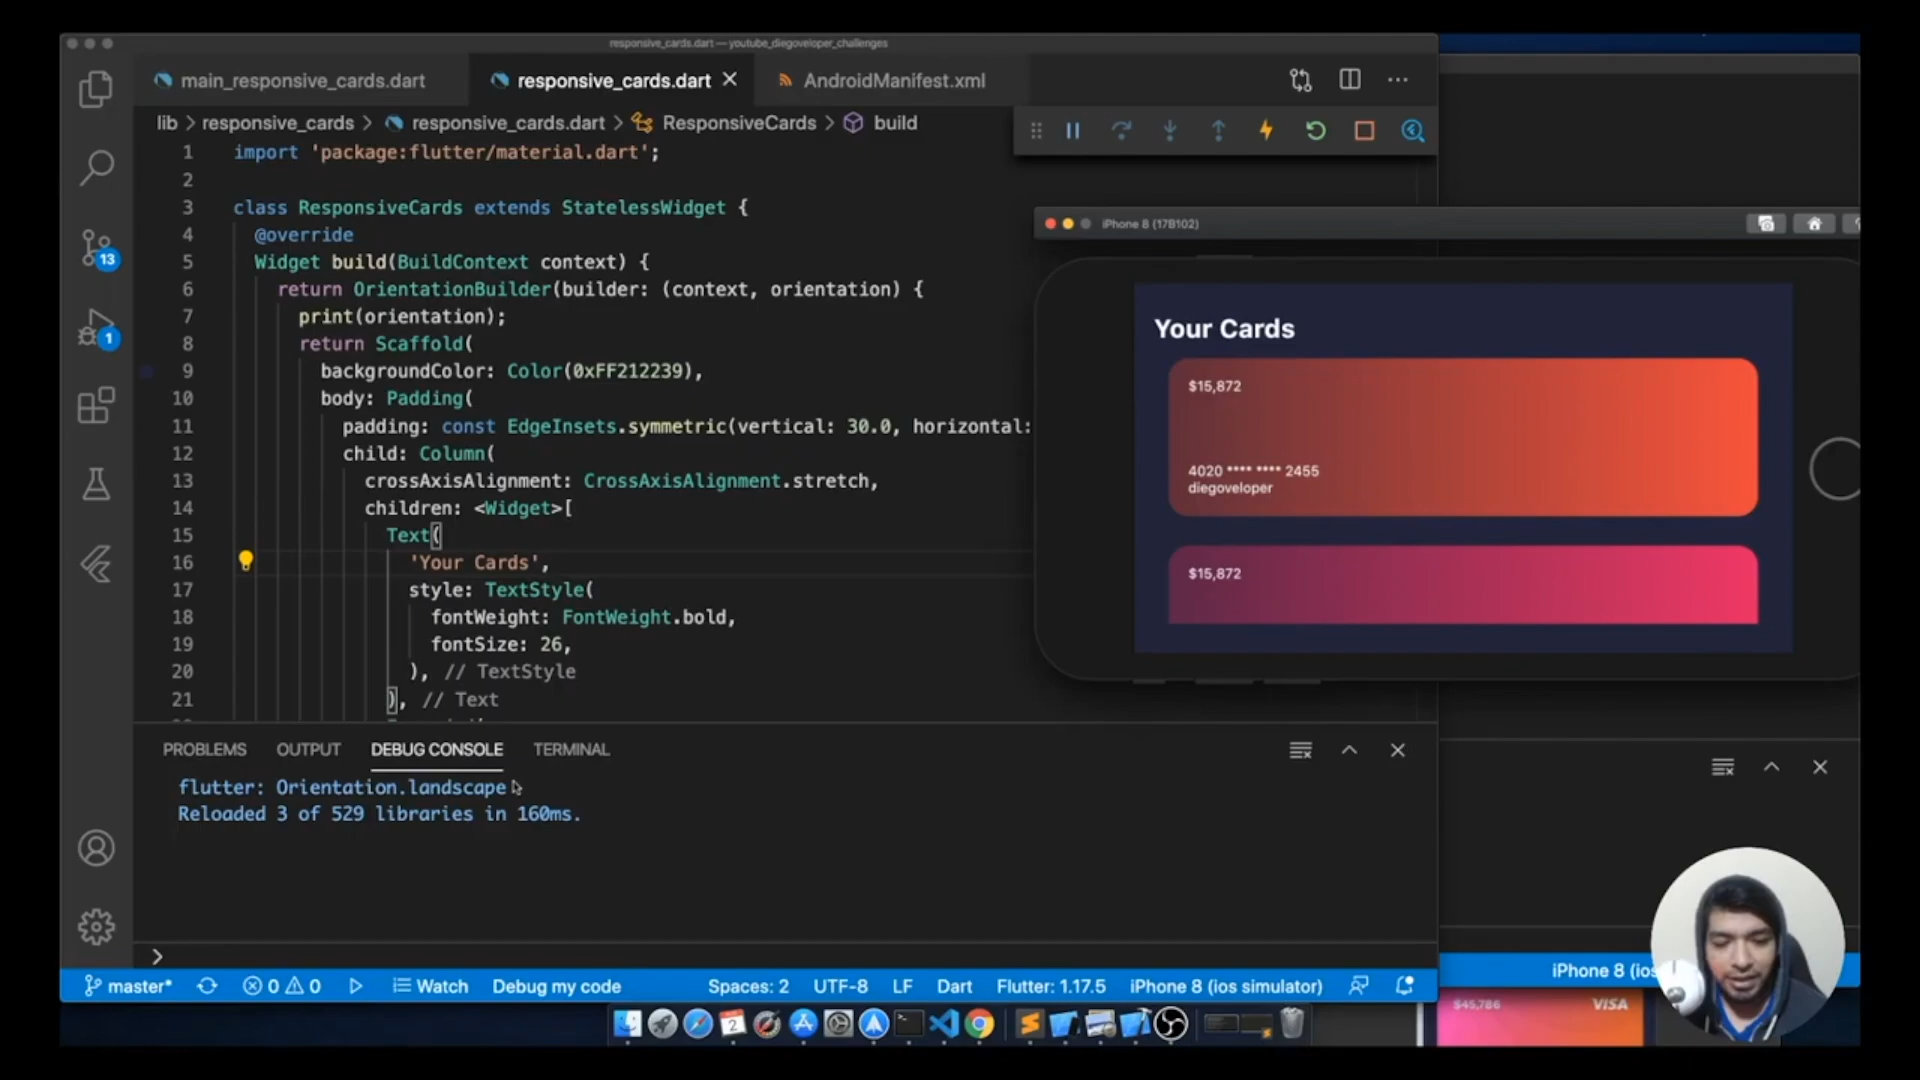 responsive_cards.dart — youtube_diegoveloper_challenges
main_responsive_cards.dart
responsive_cards.dart
AndroidManifest.xml
lib > responsive_cards > responsive_cards.dart > ResponsiveCards > build
1 import 'package:flutter/material.dart';
2
3 class ResponsiveCards extends StatelessWidget {
4 @override
5 Widget build(BuildContext context) {
6 return OrientationBuilder(builder: (context, orientation) {
7 print(orientation);
8 return Scaffold(
9 backgroundColor: Color(0xFF212239),
10 body: Padding(
11 padding: const EdgeInsets.symmetric(vertical: 30.0, horizontal:
12 child: Column(
13 crossAxisAlignment: CrossAxisAlignment.stretch,
14 children: <Widget>[
15 Text(
16 'Your Cards',
17 style: TextStyle(
18 fontWeight: FontWeight.bold,
19 fontSize: 26,
20 ), // TextStyle
21 ), // Text
13
1
iPhone 8 (17B102)
Your Cards
$15,872
4020 **** **** 2455
diegoveloper
$15,872
PROBLEMS OUTPUT DEBUG CONSOLE TERMINAL
flutter: Orientation.landscape
Reloaded 3 of 529 libraries in 160ms.
>
master* 0 0 Watch Debug my code Spaces: 2 UTF-8 LF Dart Flutter: 1.17.5 iPhone 8 (ios simulator)
iPhone 8 (ios
2
$45,786 VISA